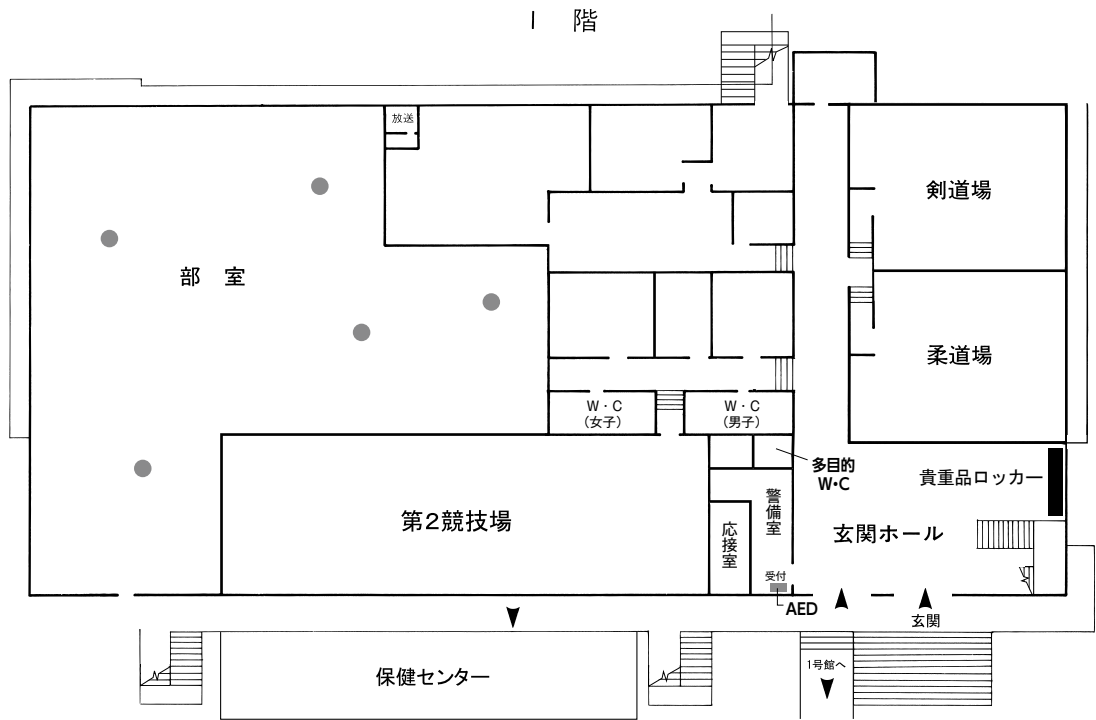 1 階
放送
剣道場
部 室
柔道場
W・C
(女子)
W・C
(男子)
多目的
W・C
貴重品ロッカー
警備室
第2競技場
応接室
玄関ホール
受付
AED
玄関
1号館へ
保健センター